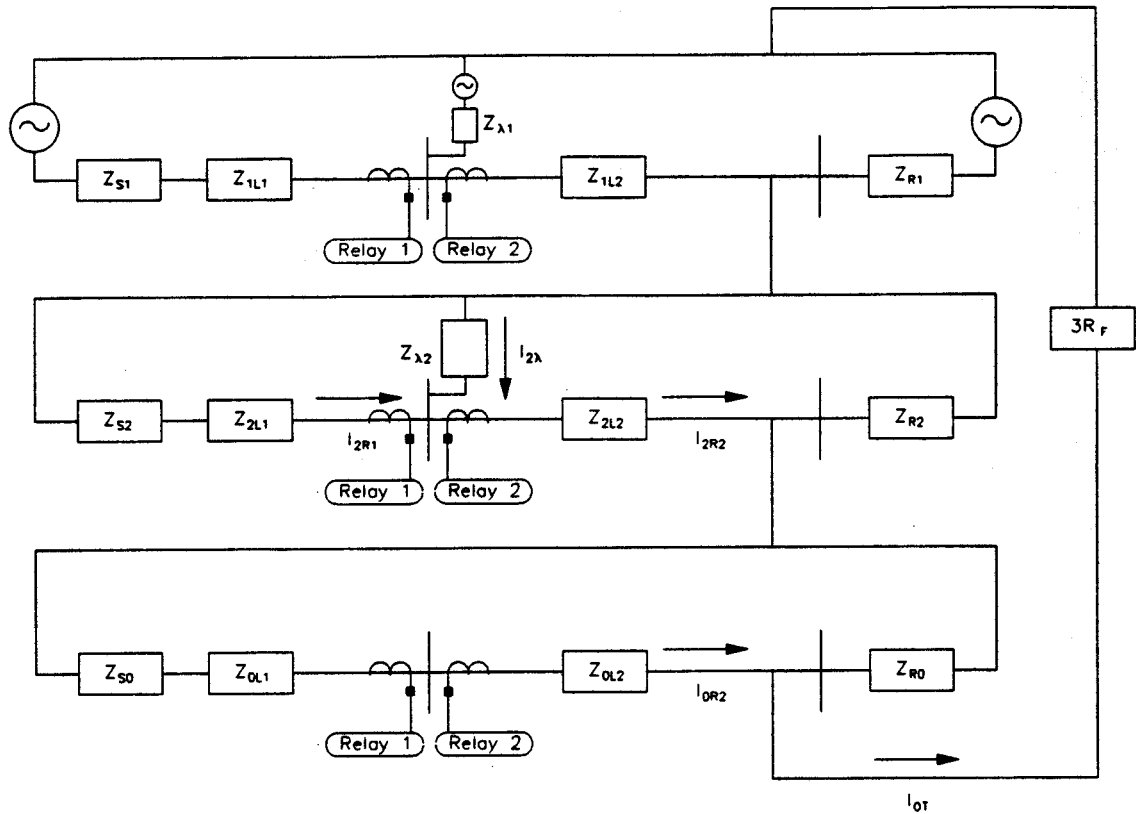 Z_λ1
Z_S1 Z_1L1 Z_1L2 Z_R1
Relay 1 Relay 2
3R_F
Z_λ2 I_2λ
Z_S2 Z_2L1 Z_2L2 Z_R2
I_2R1 I_2R2
Relay 1 Relay 2
Z_S0 Z_0L1 Z_0L2 Z_R0
I_0R2
Relay 1 Relay 2
I_0T